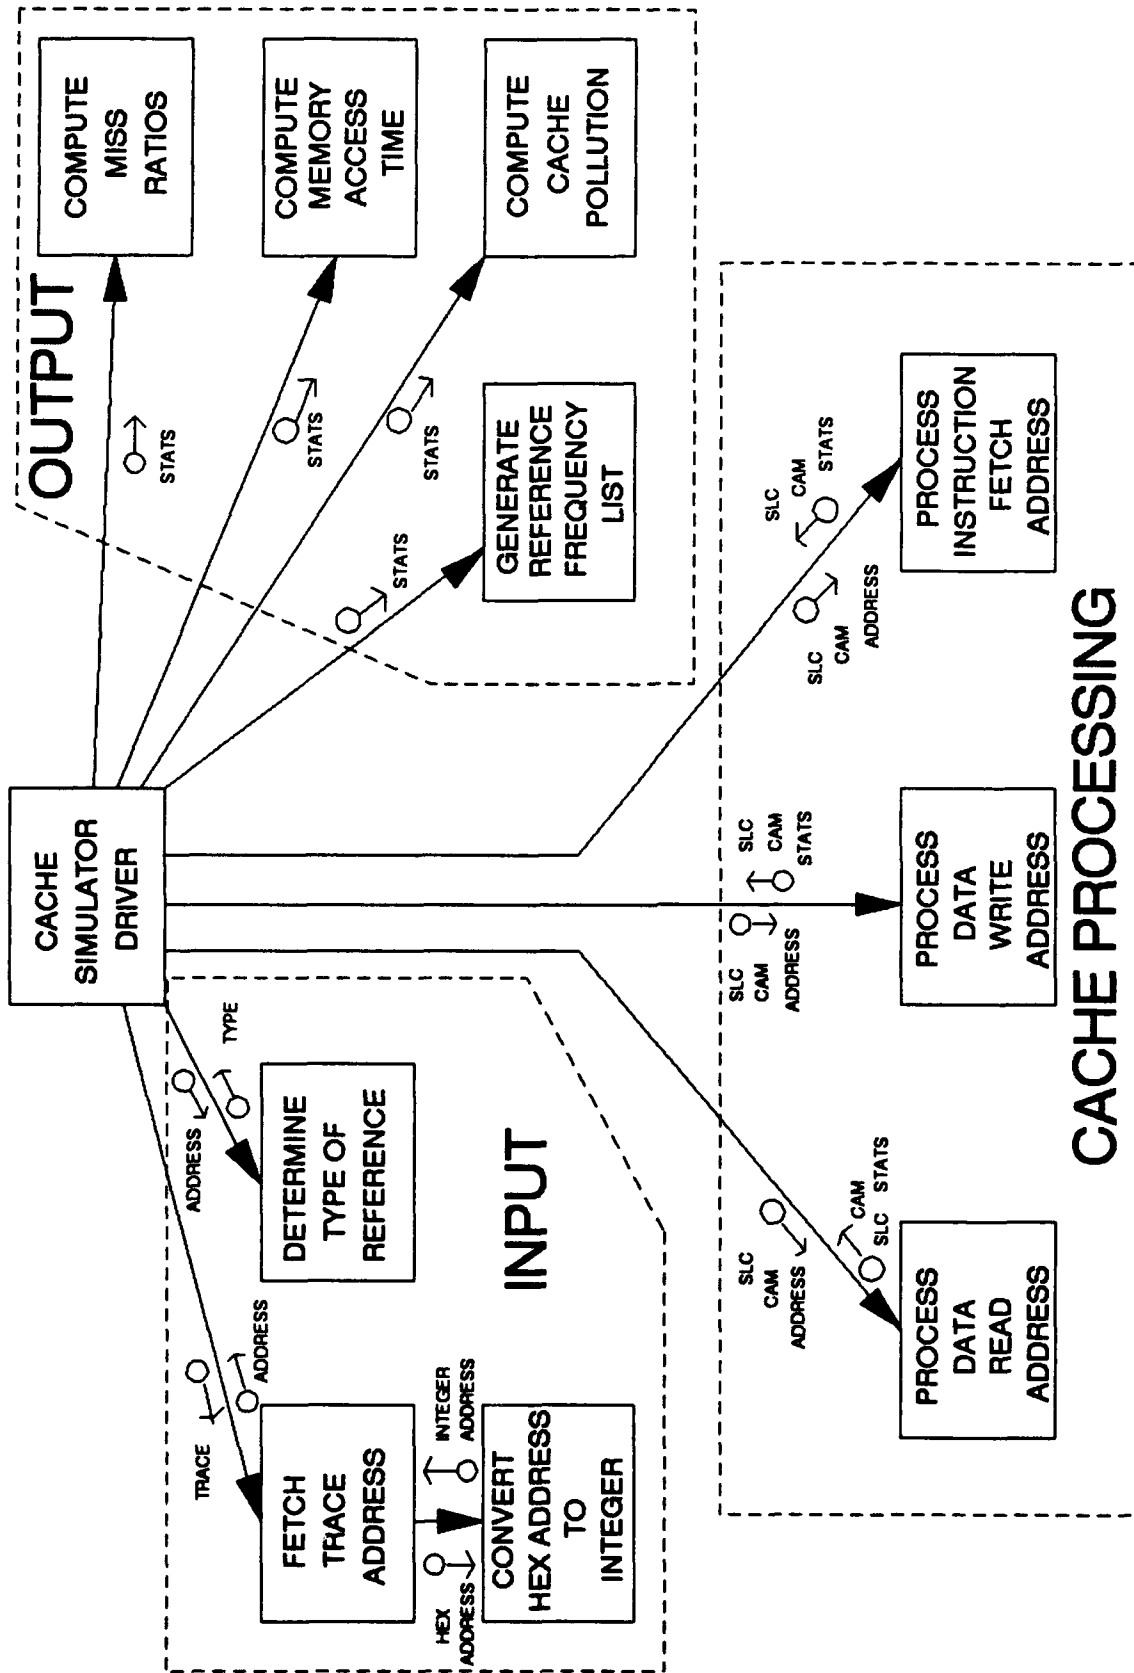 CACHE
SIMULATOR
DRIVER
TRACE
ADDRESS
ADDRESS
TYPE
FETCH
TRACE
ADDRESS
DETERMINE
TYPE OF
REFERENCE
HEX
ADDRESS
INTEGER
ADDRESS
CONVERT
HEX ADDRESS
TO
INTEGER
INPUT
OUTPUT
STATS
STATS
STATS
STATS
GENERATE
REFERENCE
FREQUENCY
LIST
COMPUTE
MISS
RATIOS
COMPUTE
MEMORY
ACCESS
TIME
COMPUTE
CACHE
POLLUTION
SLC
CAM
ADDRESS
CAM
SLC STATS
SLC
CAM
ADDRESS
SLC
CAM
STATS
SLC
CAM
ADDRESS
SLC
CAM
STATS
PROCESS
DATA
READ
ADDRESS
PROCESS
DATA
WRITE
ADDRESS
PROCESS
INSTRUCTION
FETCH
ADDRESS
CACHE PROCESSING